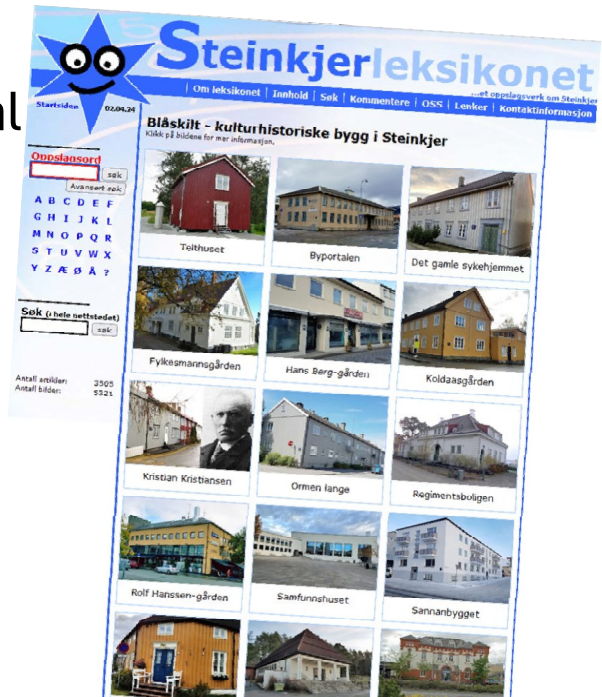 al
Steinkjerleksikonet
...et oppslagsverk om Steinkjer
Om leksikonet | Innhold | Søk | Kommentere | OSS | Lenker | Kontaktinformasjon
Startsiden
02.04.24
Blåskilt - kulturhistoriske bygg i Steinkjer
Klikk på bildene for mer informasjon.
Oppslagsord
søk
Avansert søk
A B C D E F
G H I J K L
M N O P Q R
S T U V W X
Y Z Æ Ø Å ?
Søk (i hele nettstedet)
søk
Antall artikler: 3505
Antall bilder: 5321
Teithuset
Byportalen
Det gamle sykehjemmet
Fylkesmannsgården
Hans Berg-gården
Koldaasgården
Kristian Kristiansen
Ormen lange
Regimentsboligen
Rolf Hanssen-gården
Samfunnshuset
Sannanbygget